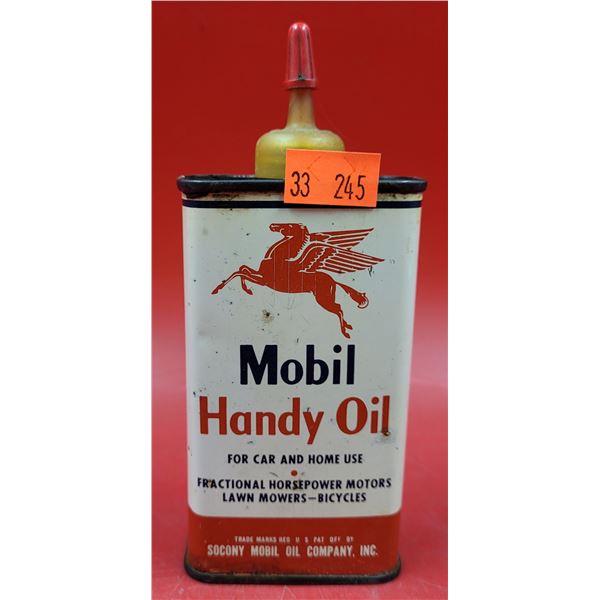 33 245
Mobil
Handy Oil
FOR CAR AND HOME USE
FRACTIONAL HORSEPOWER MOTORS
LAWN MOWERS—BICYCLES
TRADE MARKS REG U S PAT OFF BY
SOCONY MOBIL OIL COMPANY, INC.